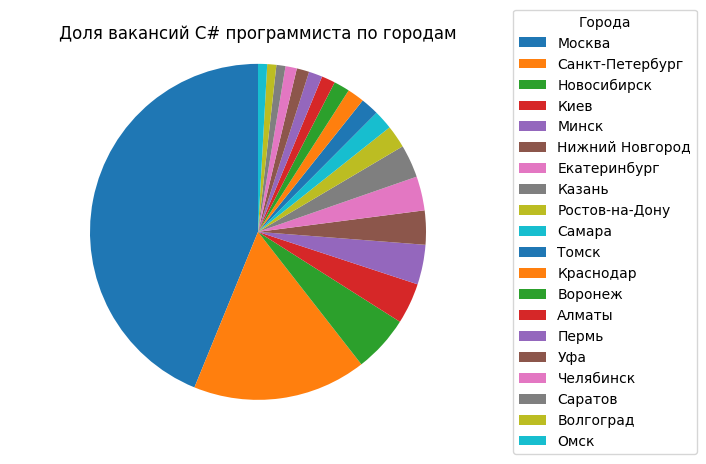 Доля вакансий C# программиста по городам
Города
Москва
Санкт-Петербург
Новосибирск
Киев
Минск
Нижний Новгород
Екатеринбург
Казань
Ростов-на-Дону
Самара
Томск
Краснодар
Воронеж
Алматы
Пермь
Уфа
Челябинск
Саратов
Волгоград
Омск